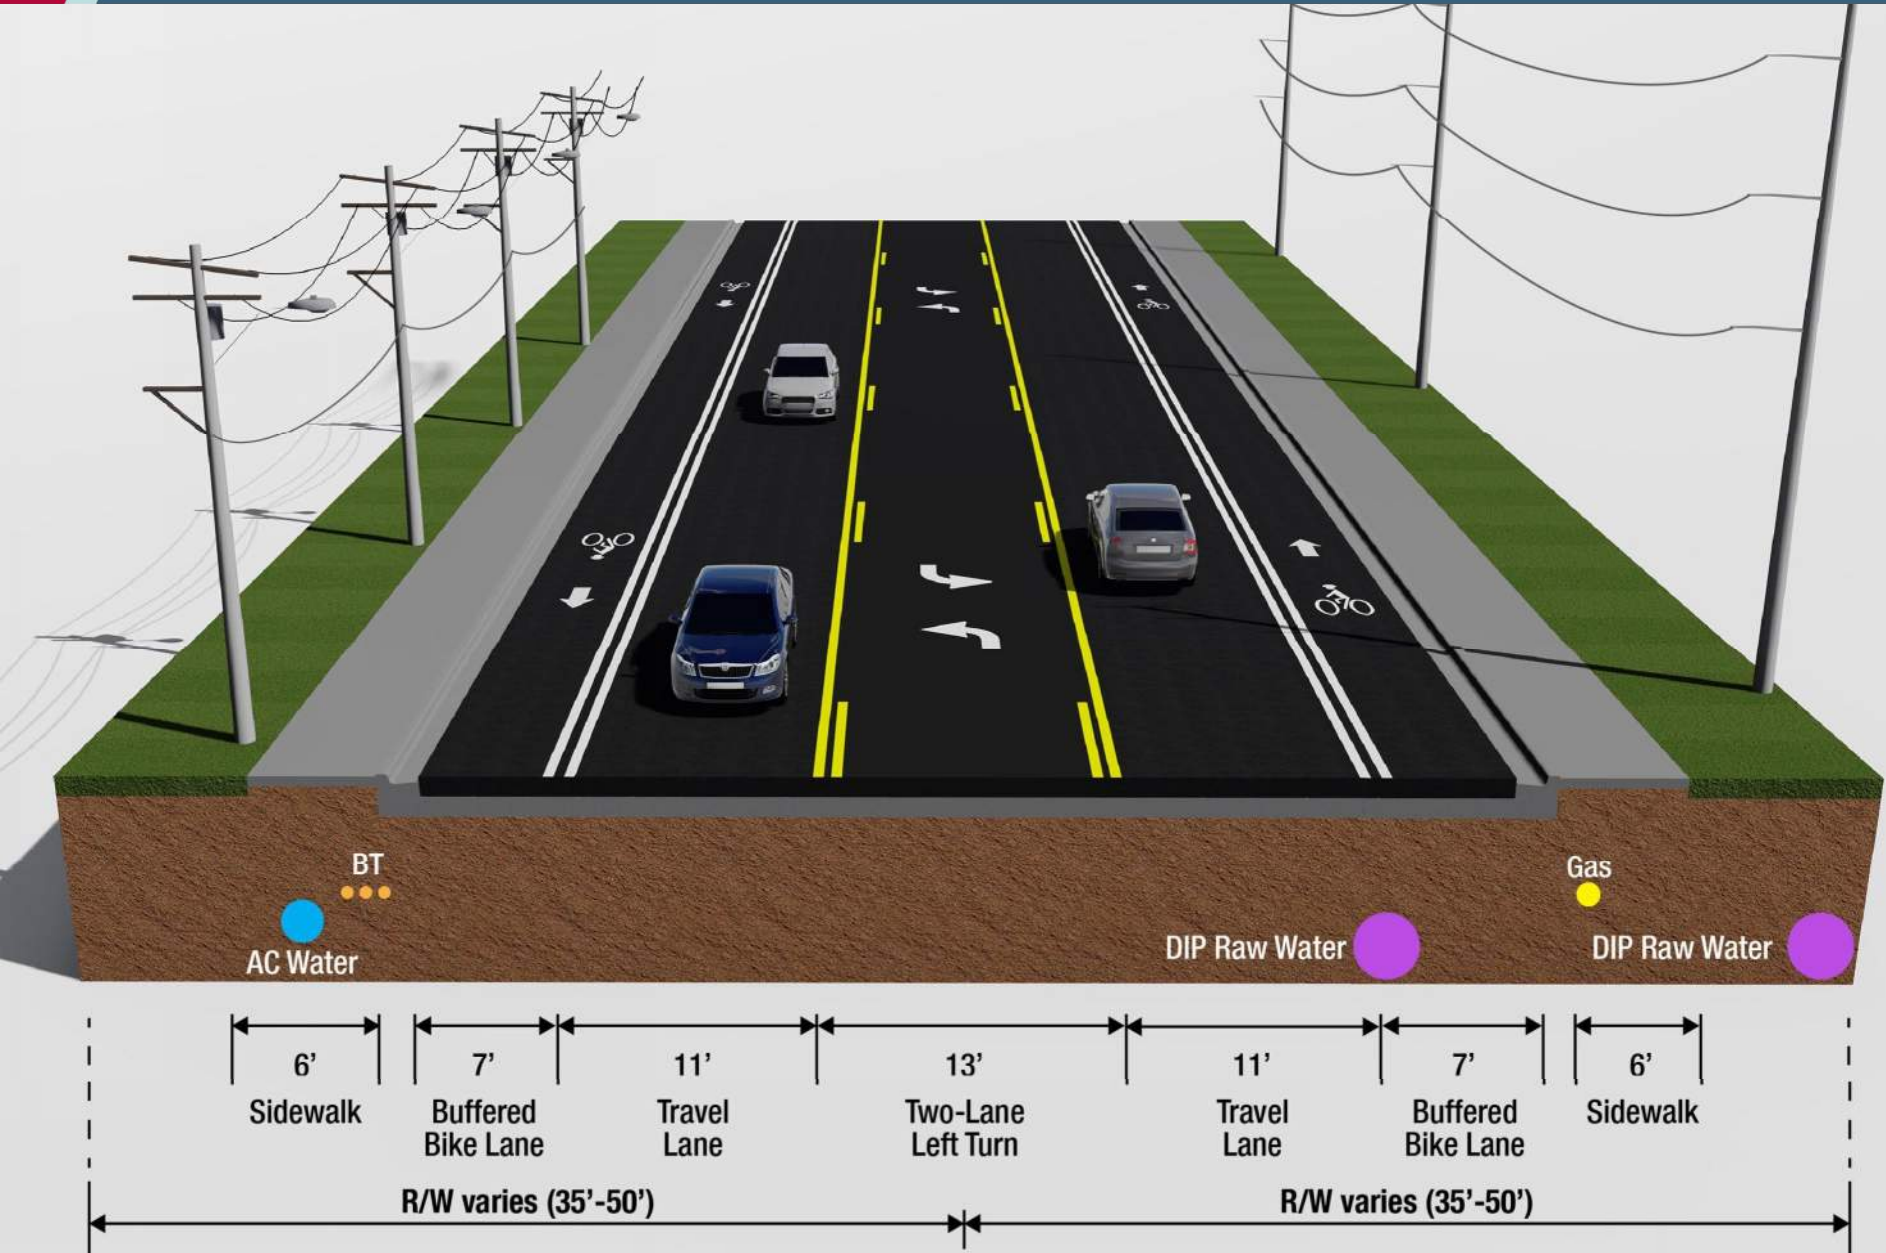 BT
Gas
AC Water
DIP Raw Water
DIP Raw Water
6’
7’
11’
13’
11’
7’
6’
Sidewalk
Buffered
Bike Lane
Travel
Lane
Two-Lane
Left Turn
Travel
Lane
Buffered
Bike Lane
Sidewalk
R/W varies (35’-50’)
R/W varies (35’-50’)